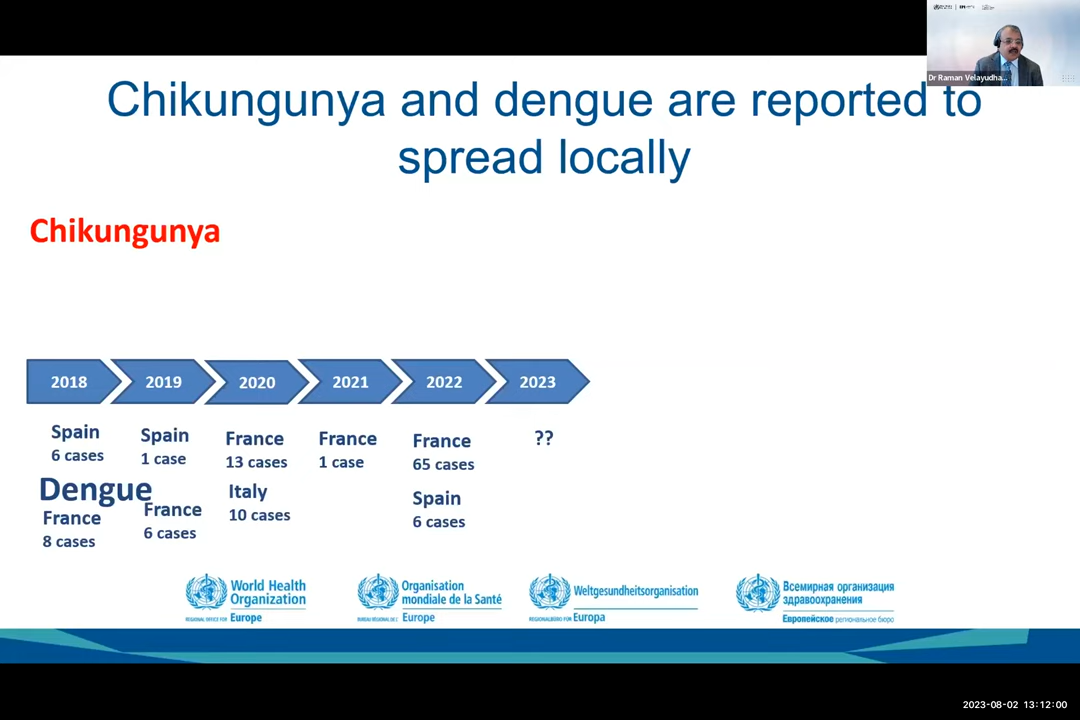 Dr Raman Velayudha...
Chikungunya and dengue are reported to
spread locally
Chikungunya
2018 2019 2020 2021 2022 2023
Spain
6 cases
Dengue
France
8 cases
Spain
1 case
France
6 cases
France
13 cases
Italy
10 cases
France
1 case
France
65 cases
Spain
6 cases
??
World Health
Organization
REGIONAL OFFICE FOR Europe
Organisation
mondiale de la Santé
Europe
Weltgesundheitsorganisation
REGIONALBÜRO FÜR Europa
Всемирная организация
здравоохранения
Европейское региональное бюро
2023-08-02 13:12:00